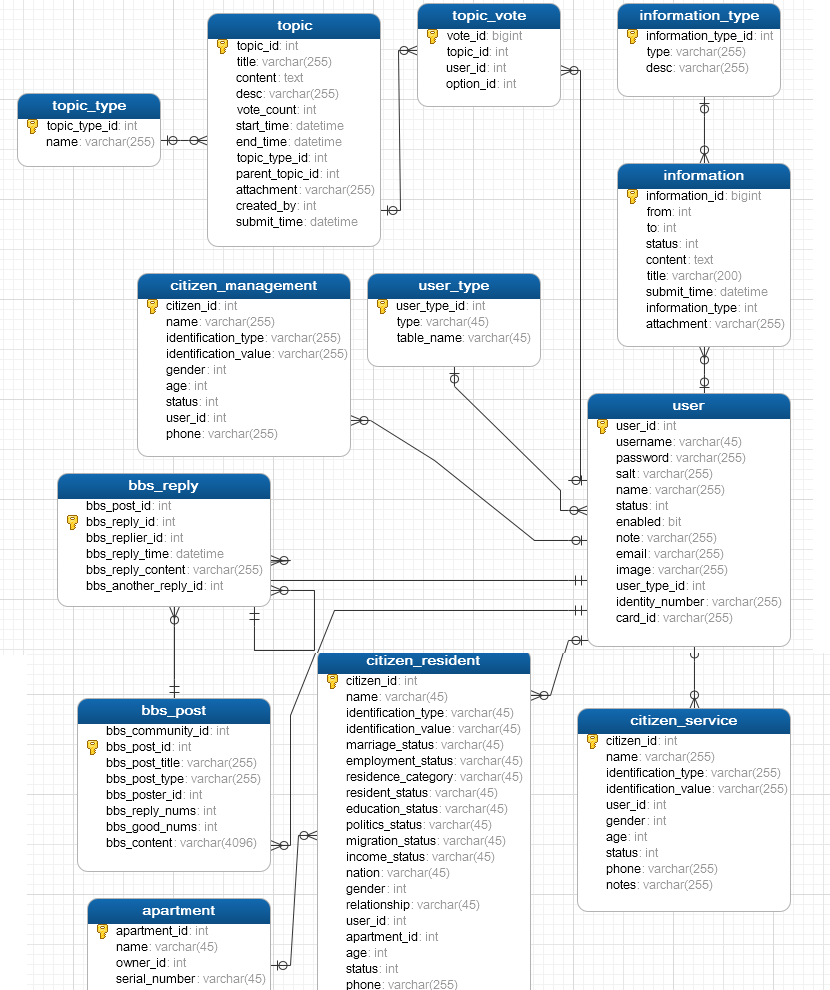 topic
topic_id: int
title: varchar(255)
content: text
desc: varchar(255)
vote_count: int
start_time: datetime
end_time: datetime
topic_type_id: int
parent_topic_id: int
attachment: varchar(255)
created_by: int
submit_time: datetime
topic_vote
vote_id: bigint
topic_id: int
user_id: int
option_id: int
information_type
information_type_id: int
type: varchar(255)
desc: varchar(255)
topic_type
topic_type_id: int
name: varchar(255)
information
information_id: bigint
from: int
to: int
status: int
content: text
title: varchar(200)
submit_time: datetime
information_type: int
attachment: varchar(255)
citizen_management
citizen_id: int
name: varchar(255)
identification_type: varchar(255)
identification_value: varchar(255)
gender: int
age: int
status: int
user_id: int
phone: varchar(255)
user_type
user_type_id: int
type: varchar(45)
table_name: varchar(45)
user
user_id: int
username: varchar(45)
password: varchar(255)
salt: varchar(255)
name: varchar(255)
status: int
enabled: bit
note: varchar(255)
email: varchar(255)
image: varchar(255)
user_type_id: int
identity_number: varchar(255)
card_id: varchar(255)
bbs_reply
bbs_post_id: int
bbs_reply_id: int
bbs_replier_id: int
bbs_reply_time: datetime
bbs_reply_content: varchar(255)
bbs_another_reply_id: int
citizen_resident
citizen_id: int
name: varchar(45)
identification_type: varchar(45)
identification_value: varchar(45)
marriage_status: varchar(45)
employment_status: varchar(45)
residence_category: varchar(45)
resident_status: varchar(45)
education_status: varchar(45)
politics_status: varchar(45)
migration_status: varchar(45)
income_status: varchar(45)
nation: varchar(45)
gender: int
relationship: varchar(45)
user_id: int
apartment_id: int
age: int
status: int
phone: varchar(255)
bbs_post
bbs_community_id: int
bbs_post_id: int
bbs_post_title: varchar(255)
bbs_post_type: varchar(255)
bbs_poster_id: int
bbs_reply_nums: int
bbs_good_nums: int
bbs_content: varchar(4096)
citizen_service
citizen_id: int
name: varchar(255)
identification_type: varchar(255)
identification_value: varchar(255)
user_id: int
gender: int
age: int
status: int
phone: varchar(255)
notes: varchar(255)
apartment
apartment_id: int
name: varchar(45)
owner_id: int
serial_number: varchar(45)